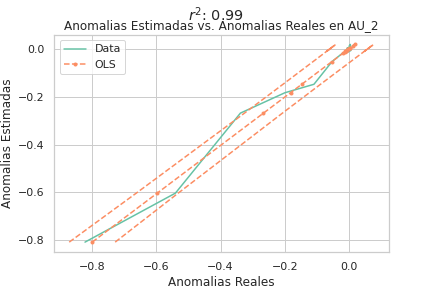 r²: 0.99
Anomalias Estimadas vs. Anomalias Reales en AU_2
Data
OLS
Anomalias Estimadas
0.0
−0.2
−0.4
−0.6
−0.8
−0.8
−0.6
−0.4
−0.2
0.0
Anomalias Reales